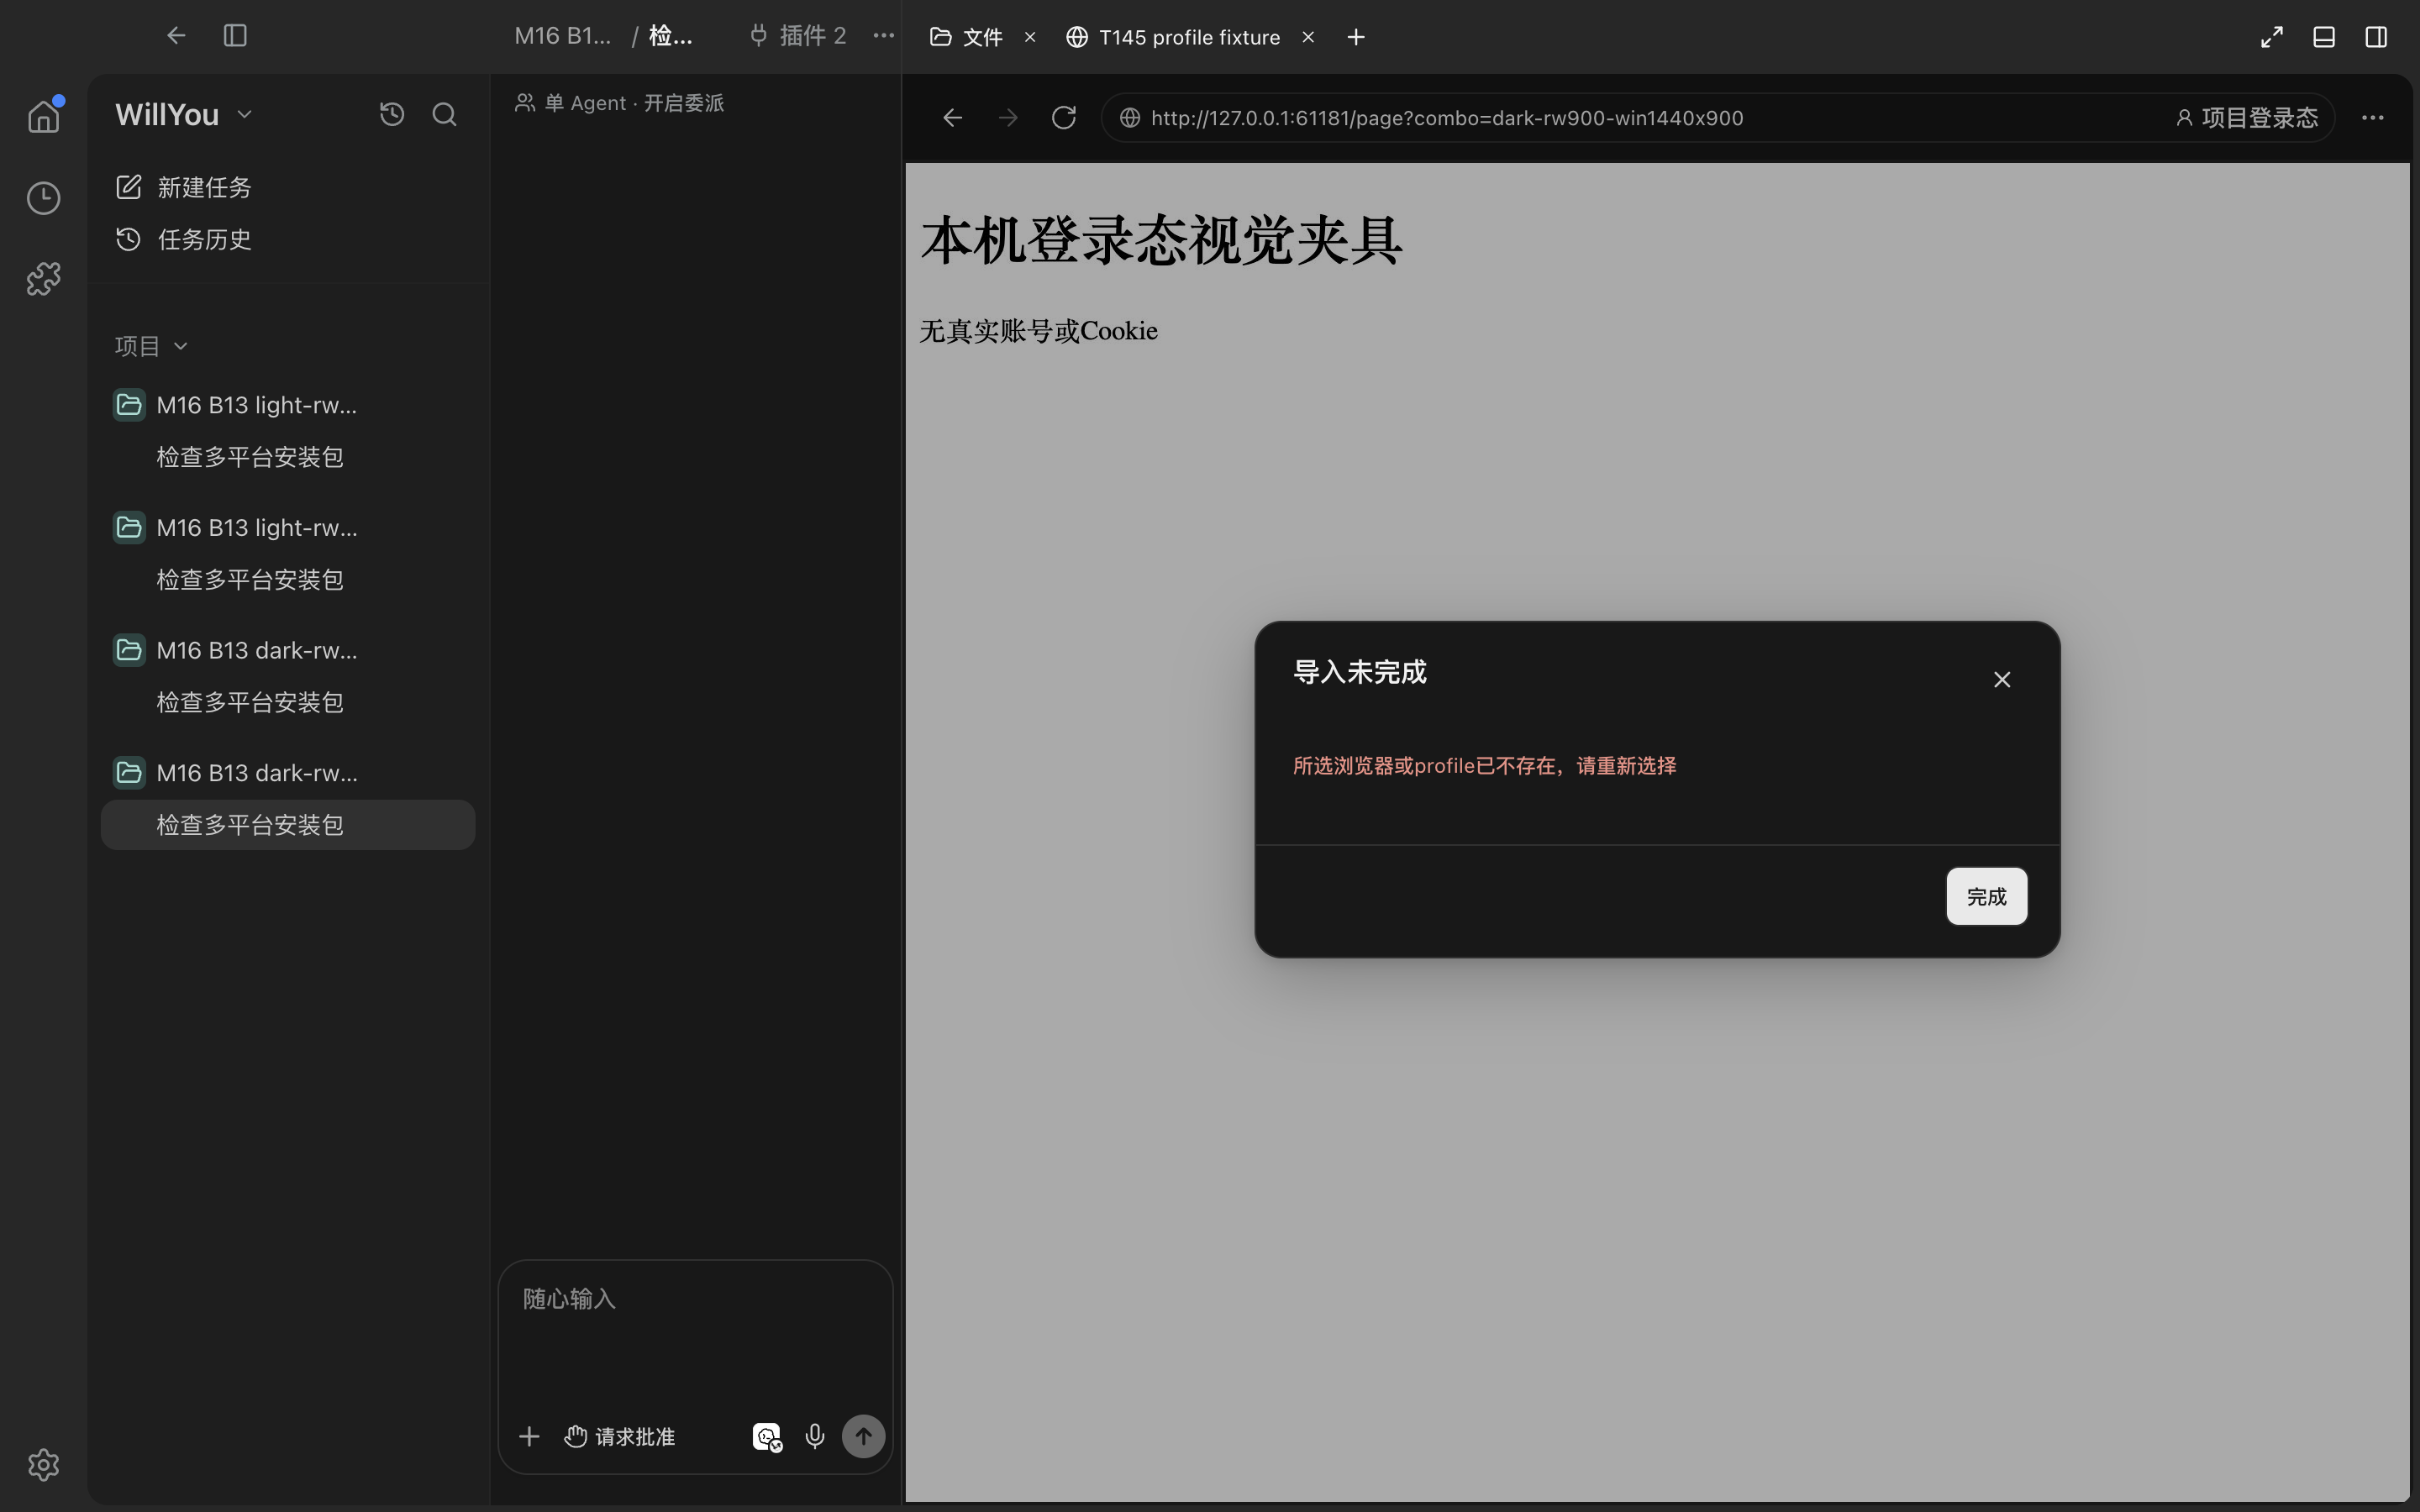 M16 B1... / 检... 插件 2
文件 T145 profile fixture
WillYou
单 Agent · 开启委派
http://127.0.0.1:61181/page?combo=dark-rw900-win1440x900 项目登录态
新建任务
任务历史
项目
M16 B13 light-rw...
检查多平台安装包
M16 B13 light-rw...
检查多平台安装包
M16 B13 dark-rw...
检查多平台安装包
M16 B13 dark-rw...
检查多平台安装包
随心输入
请求批准
本机登录态视觉夹具
无真实账号或Cookie
导入未完成
所选浏览器或profile已不存在，请重新选择
完成